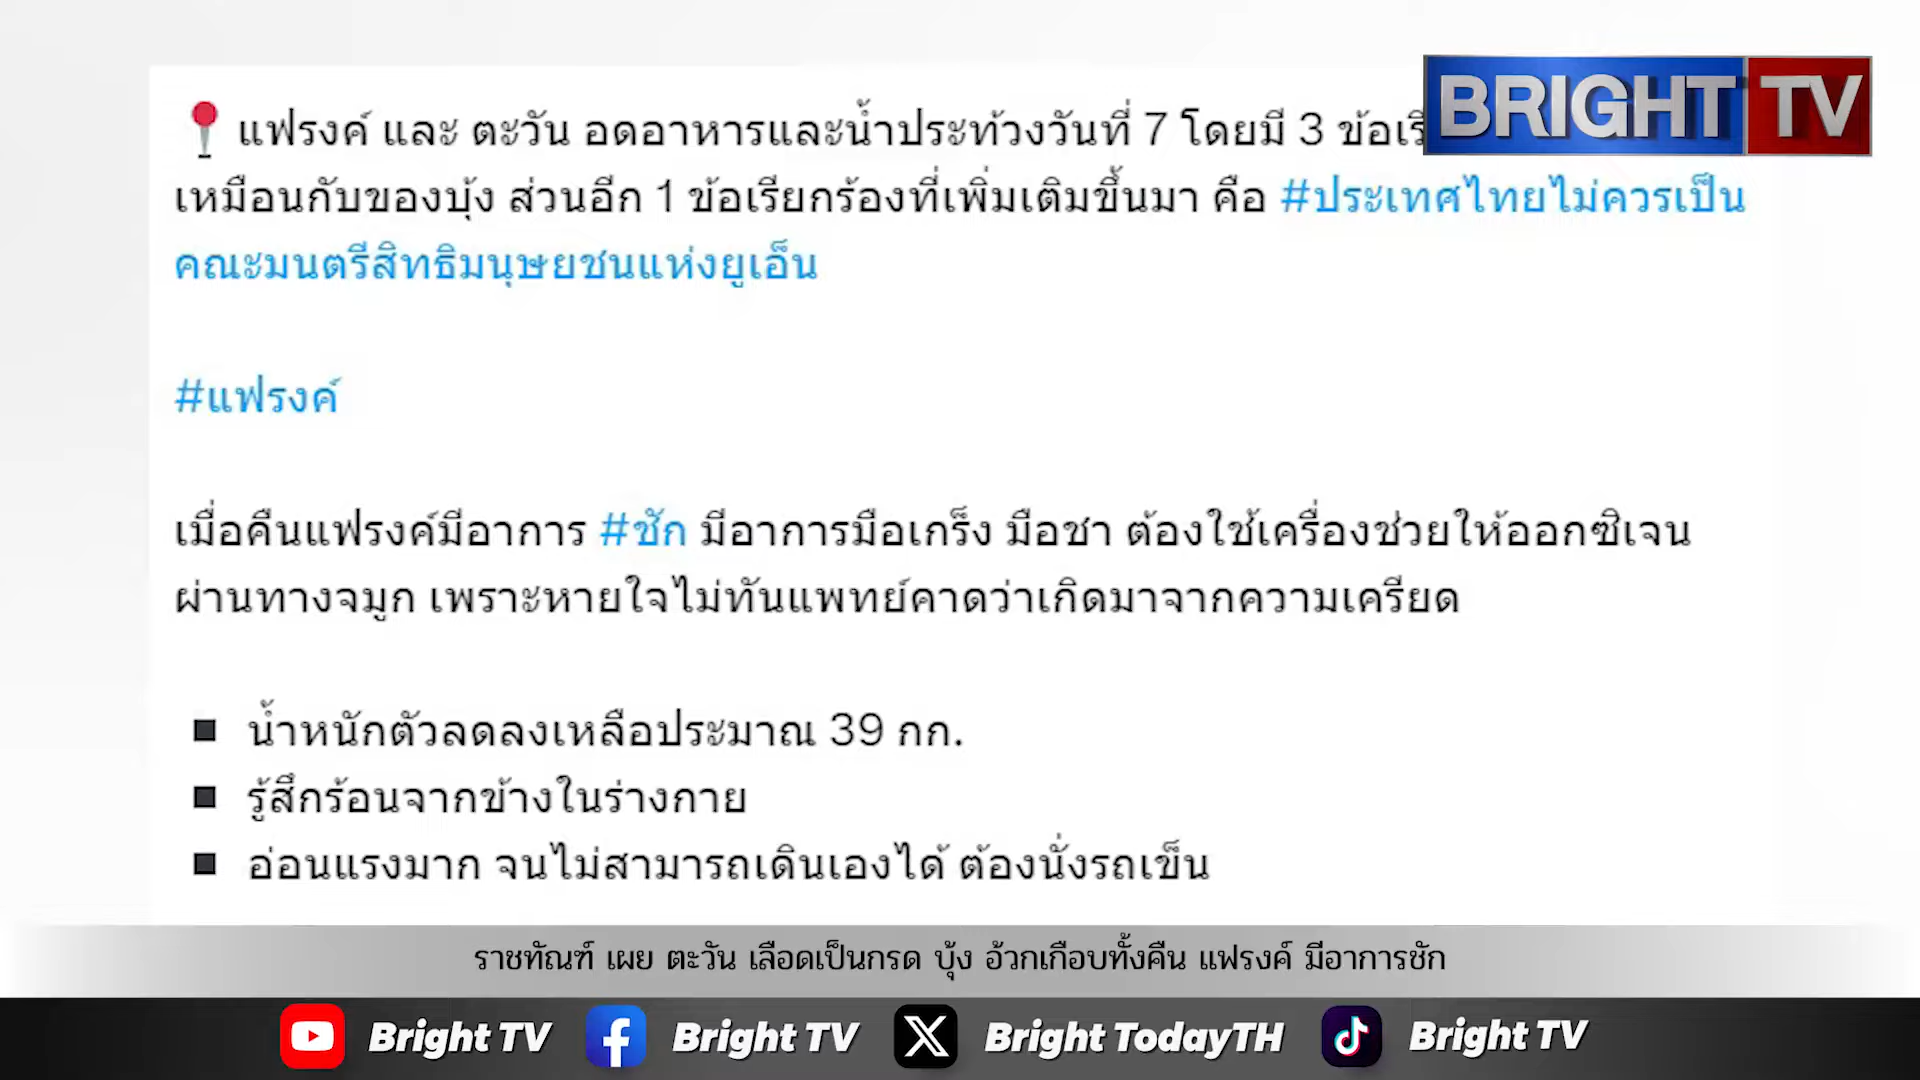 BRIGHT TV
📍 แฟรงค์ และ ตะวัน อดอาหารและน้ำประท้วงวันที่ 7 โดยมี 3
เหมือนกับของบุ้ง ส่วนอีก 1 ข้อเรียกร้องที่เพิ่มเติมขึ้นมา คือ #ประเทศไทยไม่ควรเป็น
คณะมนตรีสิทธิมนุษยชนแห่งยูเอ็น
#แฟรงค์
เมื่อคืนแฟรงค์มีอาการ #ชัก มีอาการมือเกร็ง มือชา ต้องใช้เครื่องช่วยให้ออกซิเจน
ผ่านทางจมูก เพราะหายใจไม่ทันแพทย์คาดว่าเกิดมาจากความเครียด
▪ น้ำหนักตัวลดลงเหลือประมาณ 39 กก.
▪ รู้สึกร้อนจากข้างในร่างกาย
▪ อ่อนแรงมาก จนไม่สามารถเดินเองได้ ต้องนั่งรถเข็น
ราชทัณฑ์ เผย ตะวัน เลือดเป็นกรด บุ้ง อ้วกเกือบทั้งคืน แฟรงค์ มีอาการชัก
Bright TV Bright TV Bright TodayTH Bright TV